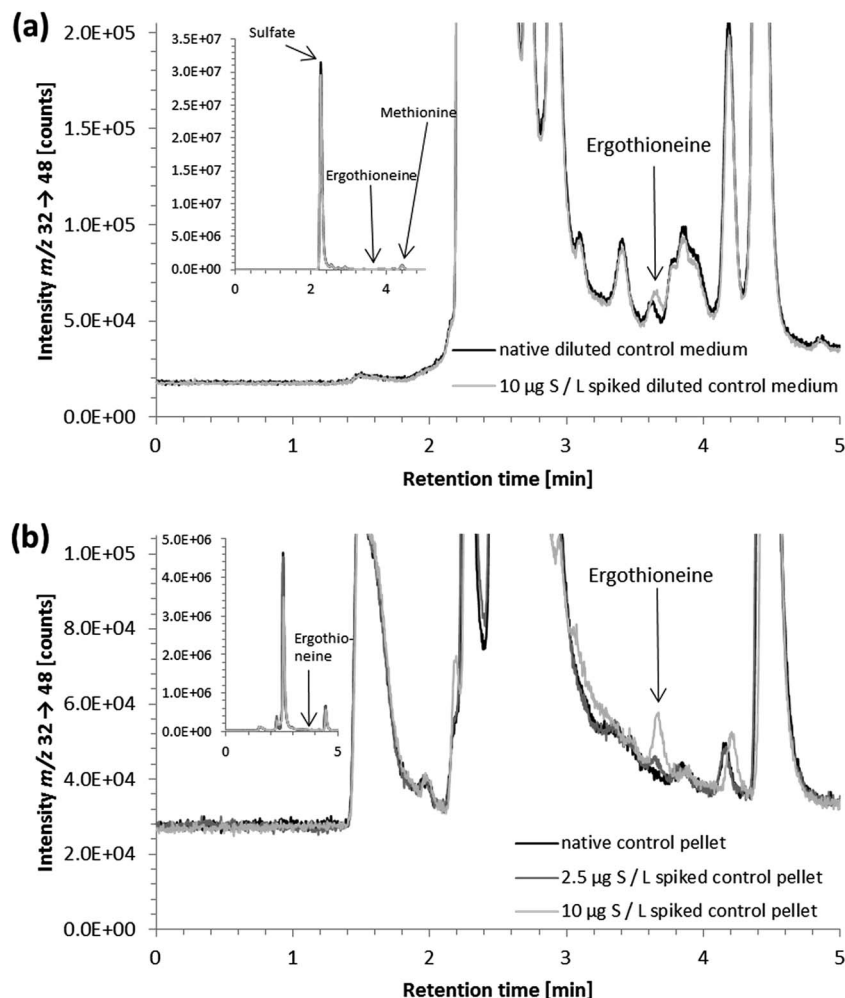 (a)
Intensity m/z 32 → 48 [counts]
2.0E+05
1.5E+05
1.0E+05
5.0E+04
0.0E+00
3.5E+07
3.0E+07
2.5E+07
2.0E+07
1.5E+07
1.0E+07
5.0E+06
0.0E+00
Sulfate
Methionine
Ergothioneine
0 2 4
Ergothioneine
native diluted control medium
10 µg S / L spiked diluted control medium
0 1 2 3 4 5
Retention time [min]
(b)
Intensity m/z 32 → 48 [counts]
1.0E+05
8.0E+04
6.0E+04
4.0E+04
2.0E+04
0.0E+00
5.0E+06
4.0E+06
3.0E+06
2.0E+06
1.0E+06
0.0E+00
Ergothio-
neine
0 5
Ergothioneine
native control pellet
2.5 µg S / L spiked control pellet
10 µg S / L spiked control pellet
0 1 2 3 4 5
Retention time [min]